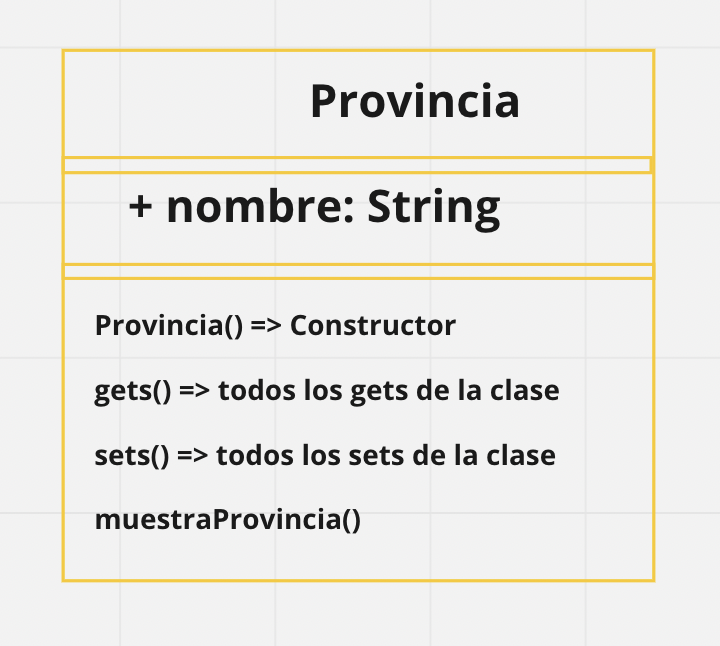 Provincia
+ nombre: String
Provincia() => Constructor
gets() => todos los gets de la clase
sets() => todos los sets de la clase
muestraProvincia()